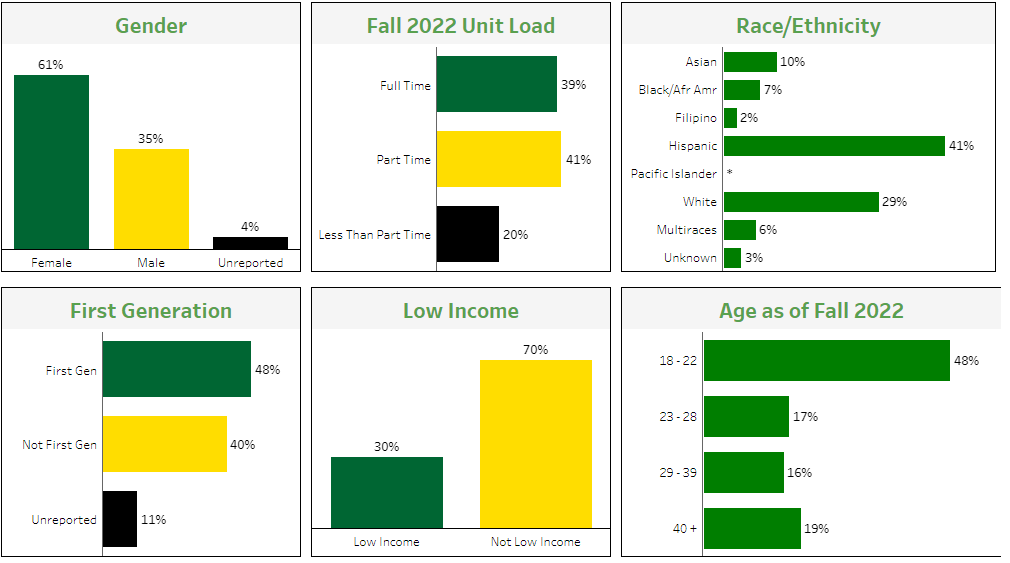 Gender
61%
35%
4%
Female Male Unreported
Fall 2022 Unit Load
Full Time 39%
Part Time 41%
Less Than Part Time 20%
Race/Ethnicity
Asian 10%
Black/Afr Amr 7%
Filipino 2%
Hispanic 41%
Pacific Islander *
White 29%
Multiraces 6%
Unknown 3%
First Generation
First Gen 48%
Not First Gen 40%
Unreported 11%
Low Income
70%
30%
Low Income Not Low Income
Age as of Fall 2022
18 - 22 48%
23 - 28 17%
29 - 39 16%
40 + 19%